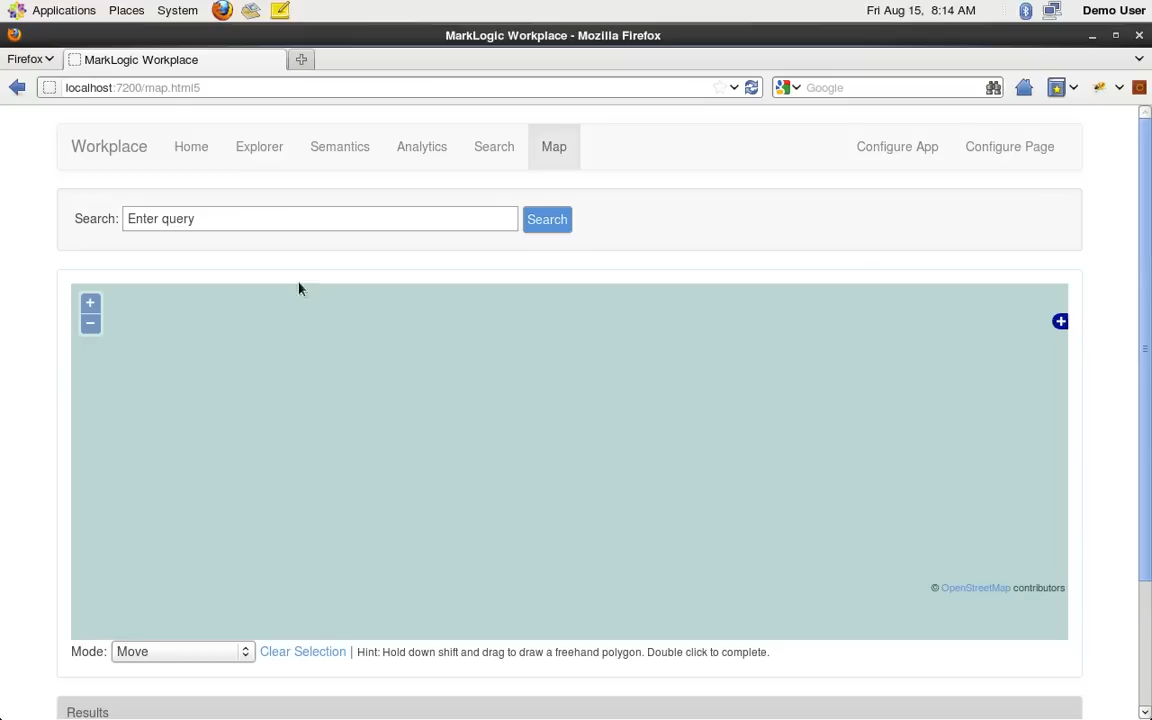 Applications Places System Fri Aug 15, 8:14 AM Demo User
MarkLogic Workplace - Mozilla Firefox
Firefox MarkLogic Workplace
localhost:7200/map.html5 Google
Workplace Home Explorer Semantics Analytics Search Map Configure App Configure Page
Search: Enter query Search
+
−
+
© OpenStreetMap contributors
Mode: Move Clear Selection | Hint: Hold down shift and drag to draw a freehand polygon. Double click to complete.
Results